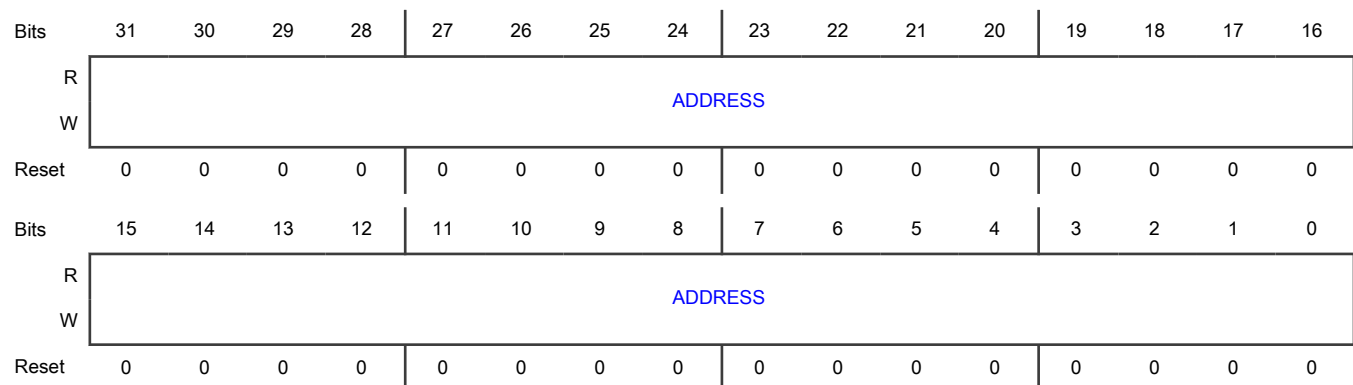 Bits 31 30 29 28 27 26 25 24 23 22 21 20 19 18 17 16
R
ADDRESS
W
Reset 0 0 0 0 0 0 0 0 0 0 0 0 0 0 0 0
Bits 15 14 13 12 11 10 9 8 7 6 5 4 3 2 1 0
R
ADDRESS
W
Reset 0 0 0 0 0 0 0 0 0 0 0 0 0 0 0 0